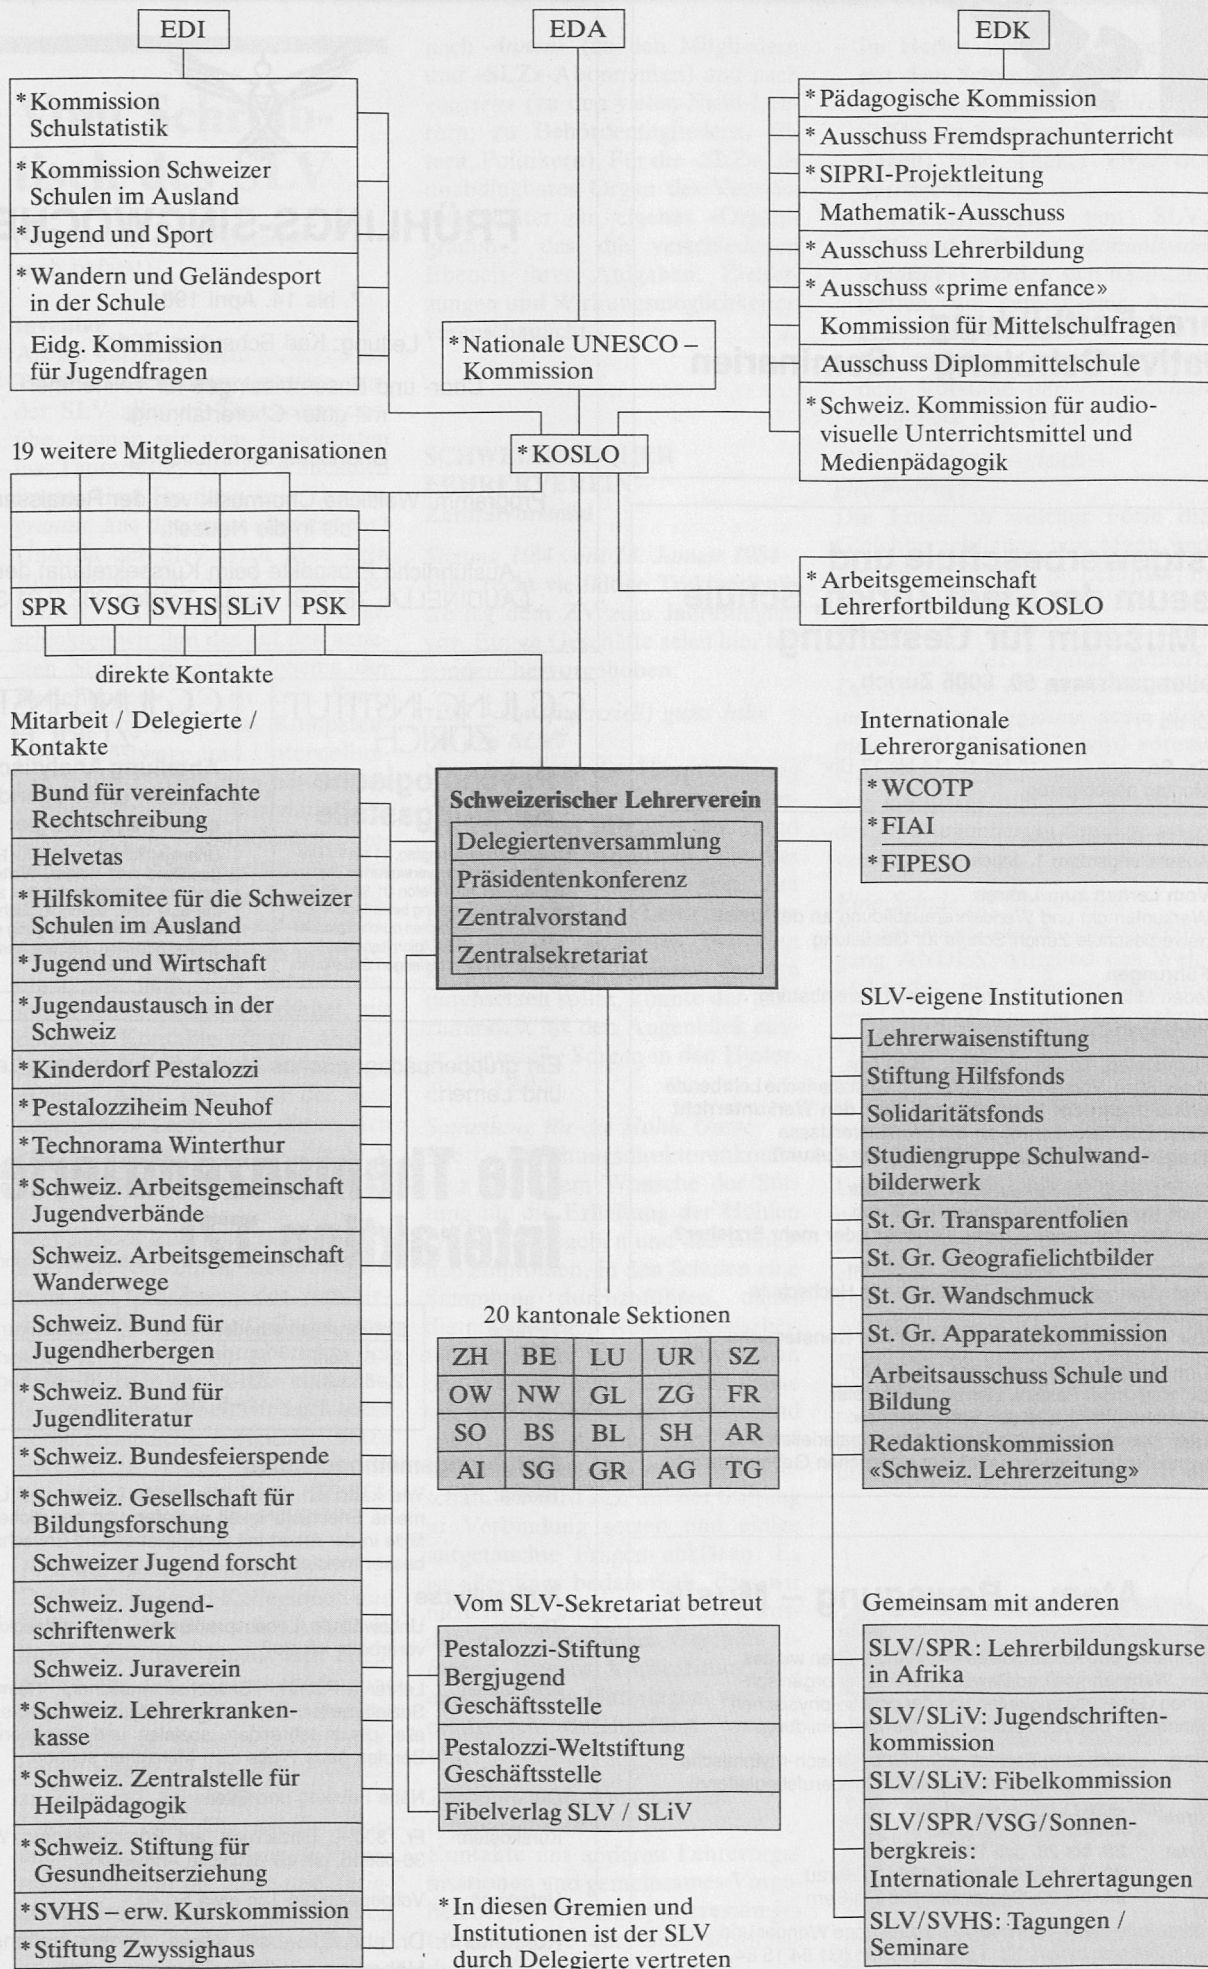 EDI
EDA
EDK
* Kommission
Schulstatistik
Kommission Schweizer
Schulen im Ausland
* Jugend und Sport
* Wandern und Geländesport
in der Schule
Eidg. Kommission
für Jugendfragen
* Nationale UNESCO –
Kommission
* Pädagogische Kommission
* Ausschuss Fremdsprachunterricht
* SIPRI-Projektleitung
Mathematik-Ausschuss
* Ausschuss Lehrerbildung
* Ausschuss «prime enfance»
Kommission für Mittelschulfragen
Ausschuss Diplommittelschulen
* Schweiz. Kommission für audio-
visuelle Unterrichtsmittel und
Medienpädagogik
* KOSLO
19 weitere Mitgliederorganisationen
SPR VSG SVHS SLiV PSK
direkte Kontakte
* Arbeitsgemeinschaft
Lehrerfortbildung KOSLO
Mitarbeit / Delegierte /
Kontakte
Bund für vereinfachte
Rechtschreibung
Helvetas
* Hilfskomitee für die Schweizer
Schulen im Ausland
* Jugend und Wirtschaft
* Jugendaustausch in der
Schweiz
* Kinderdorf Pestalozzi
* Pestalozziheim Neuhof
* Technorama Winterthur
* Schweiz. Arbeitsgemeinschaft
Jugendverbände
Schweiz. Arbeitsgemeinschaft
Wanderwege
Schweiz. Bund für
Jugendherbergen
* Schweiz. Bund für
Jugendliteratur
* Schweiz. Bundesfeierspende
* Schweiz. Gesellschaft für
Bildungsforschung
Schweizer Jugend forscht
Schweiz. Jugend-
schriftenwerk
Schweiz. Juraverein
* Schweiz. Lehrerkranken-
kasse
* Schweiz. Zentralstelle für
Heilpädagogik
* Schweiz. Stiftung für
Gesundheitserziehung
* SVHS – erw. Kurskommission
* Stiftung Zwyssighaus
Schweizerischer Lehrerverein
Delegiertenversammlung
Präsidentenkonferenz
Zentralvorstand
Zentralsekretariat
20 kantonale Sektionen
ZH BE LU UR SZ
OW NW GL ZG FR
SO BS BL SH AR
AI SG GR AG TG
Vom SLV-Sekretariat betreut
Pestalozzi-Stiftung
Bergjugend
Geschäftsstelle
Pestalozzi-Weltstiftung
Geschäftsstelle
Fibelverlag SLV / SLiV
* In diesen Gremien und
Institutionen ist der SLV
durch Delegierte vertreten
Internationale
Lehrerorganisationen
* WCOTP
* FIAI
* FIPESO
SLV-eigene Institutionen
Lehrerwaisenstiftung
Stiftung Hilfsfonds
Solidaritätsfonds
Studiengruppe Schulwand-
bilderwerk
St. Gr. Transparentfolien
St. Gr. Geografielichtbilder
St. Gr. Wandschmuck
St. Gr. Apparatekommission
Arbeitsausschuss Schule und
Bildung
Redaktionskommission
«Schweiz. Lehrerzeitung»
Gemeinsam mit anderen
SLV/SPR: Lehrerbildungskurse
in Afrika
SLV/SLiV: Jugendschriften-
kommission
SLV/SLiV: Fibelkommission
SLV/SPR/VSG/Sonnen-
bergkreis:
Internationale Lehrertagungen
SLV/SVHS: Tagungen /
Seminare